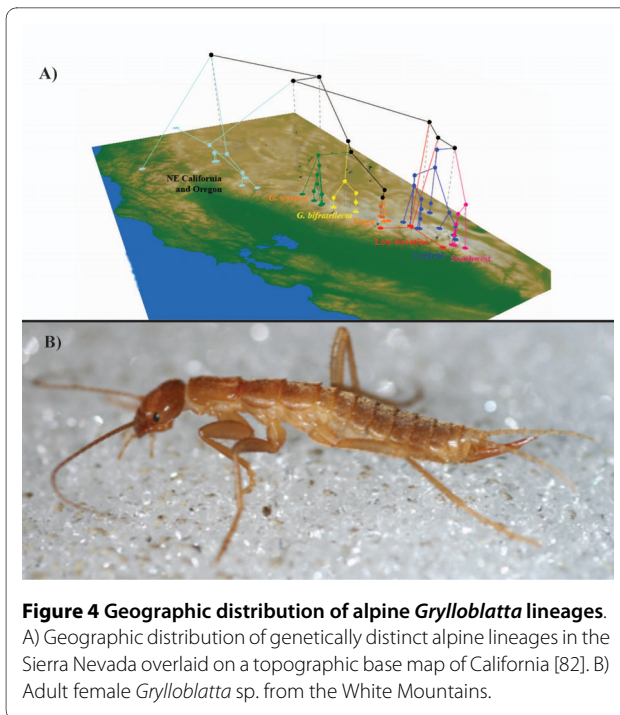 A)
NE California
and Oregon
G. bifratrilecta
B)
Figure 4 Geographic distribution of alpine Grylloblatta lineages.
A) Geographic distribution of genetically distinct alpine lineages in the
Sierra Nevada overlaid on a topographic base map of California [82]. B)
Adult female Grylloblatta sp. from the White Mountains.